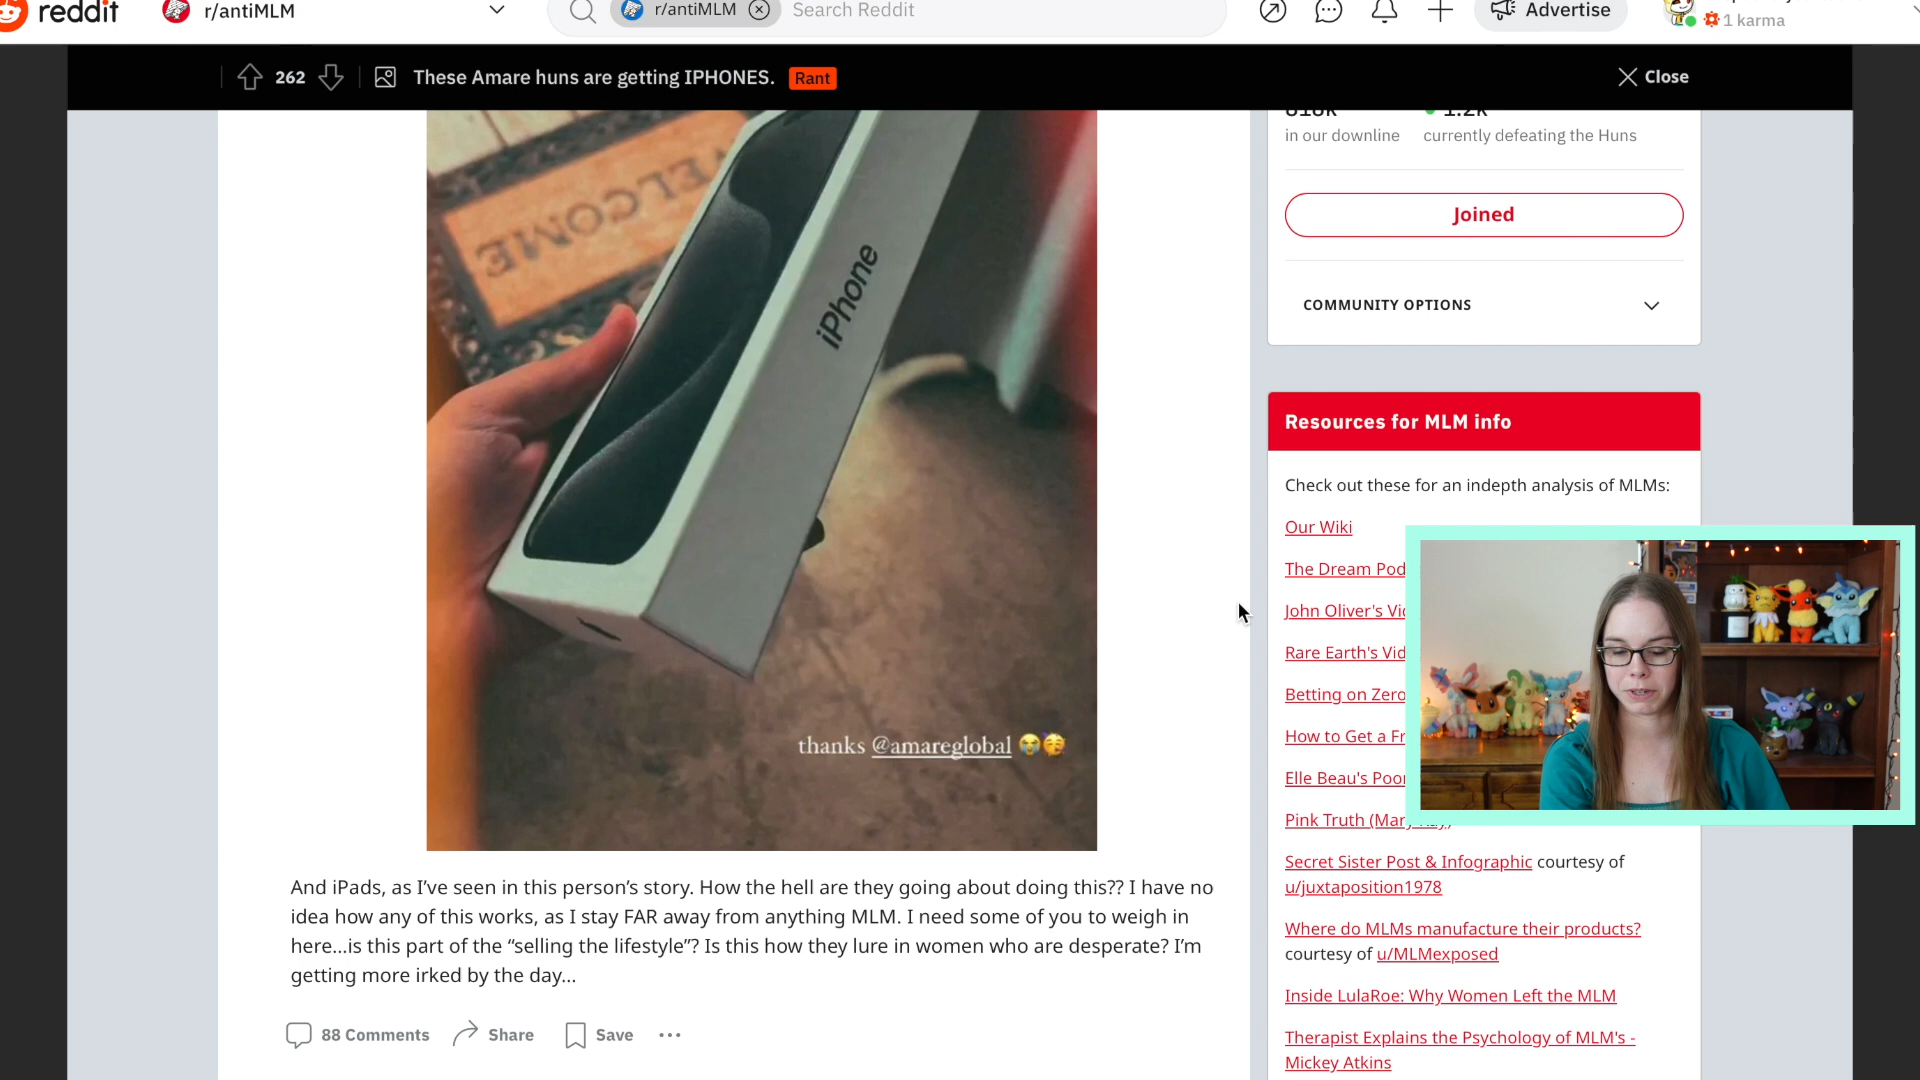 reddit
r/antiMLM
r/antiMLM
Search Reddit
Advertise
1 karma
262
These Amare huns are getting IPHONES.
Rant
Close
WELCOME
iPhone
thanks @amareglobal 😭🥳
And iPads, as I’ve seen in this person’s story. How the hell are they going about doing this?? I have no
idea how any of this works, as I stay FAR away from anything MLM. I need some of you to weigh in
here...is this part of the “selling the lifestyle”? Is this how they lure in women who are desperate? I’m
getting more irked by the day...
88 Comments
Share
Save
818k
1.2k
in our downline
currently defeating the Huns
Joined
COMMUNITY OPTIONS
Resources for MLM info
Check out these for an indepth analysis of MLMs:
Our Wiki
The Dream Pod
John Oliver's Vid
Rare Earth's Vid
Betting on Zero
How to Get a Fr
Elle Beau's Poor
Pink Truth (Mary Kay)
Secret Sister Post & Infographic courtesy of
u/juxtaposition1978
Where do MLMs manufacture their products?
courtesy of u/MLMexposed
Inside LulaRoe: Why Women Left the MLM
Therapist Explains the Psychology of MLM's -
Mickey Atkins